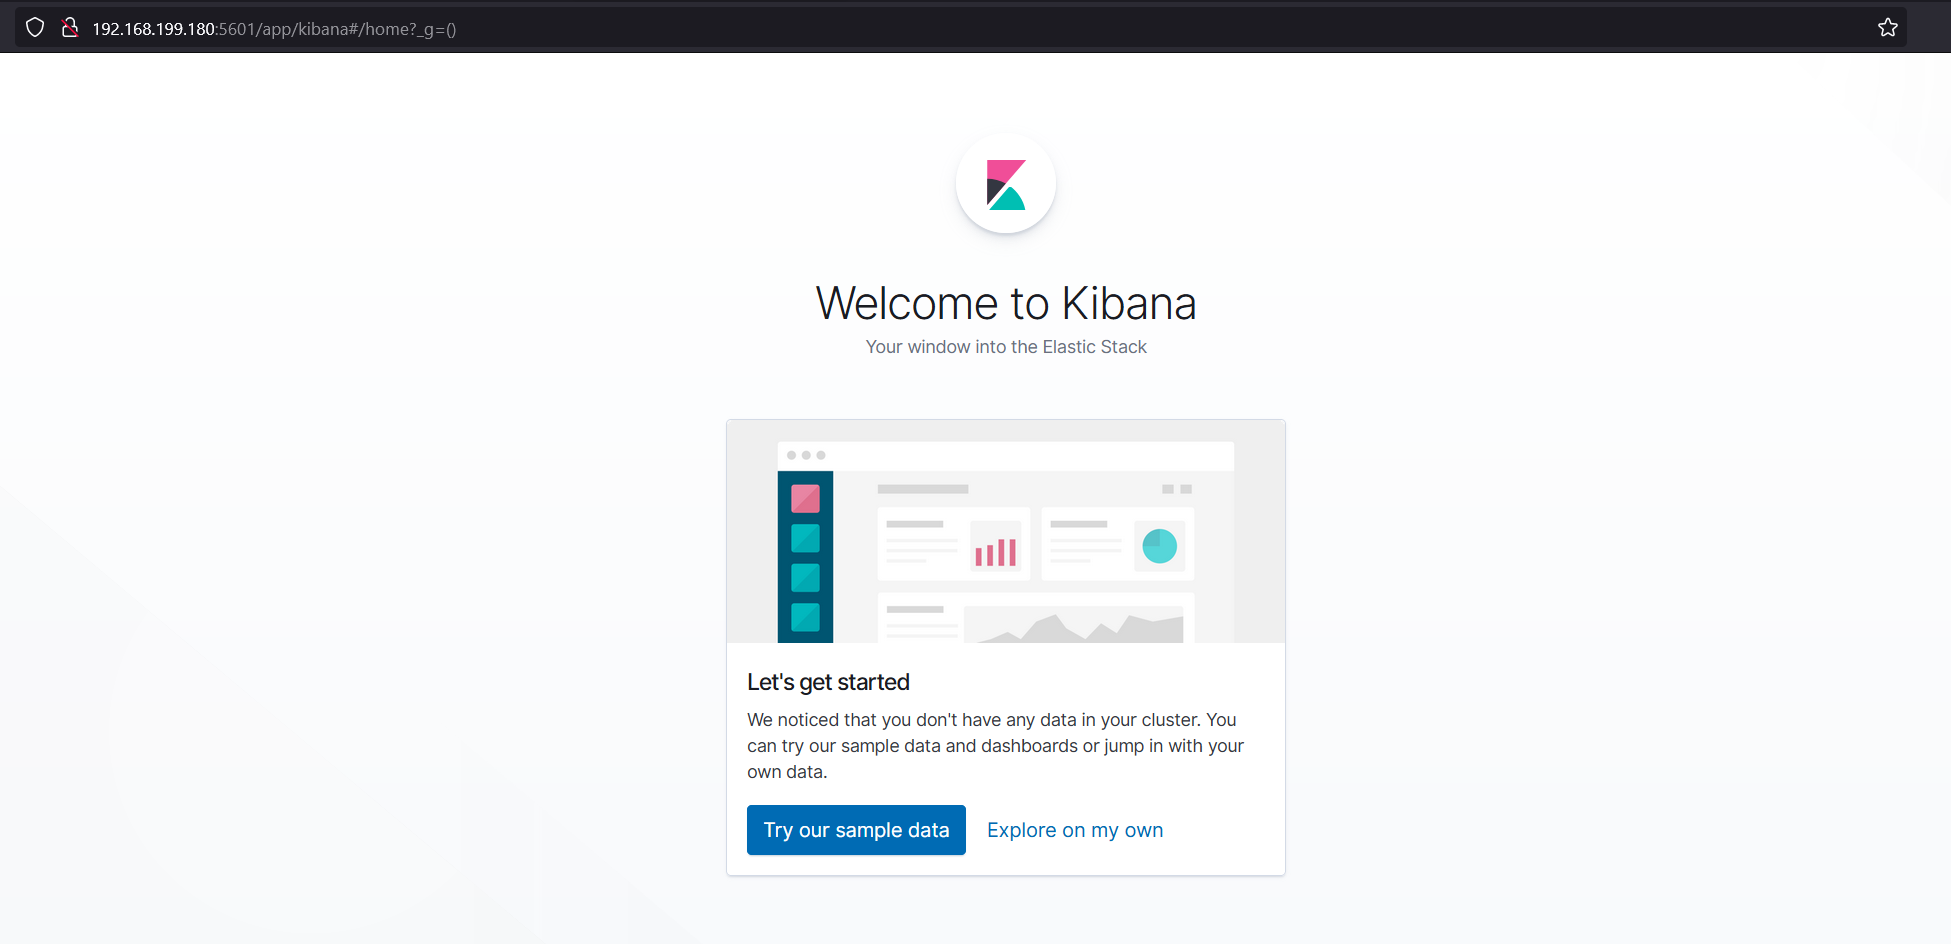 192.168.199.180:5601/app/kibana#/home?_g=()
Welcome to Kibana
Your window into the Elastic Stack
Let's get started
We noticed that you don't have any data in your cluster. You
can try our sample data and dashboards or jump in with your
own data.
Try our sample data
Explore on my own